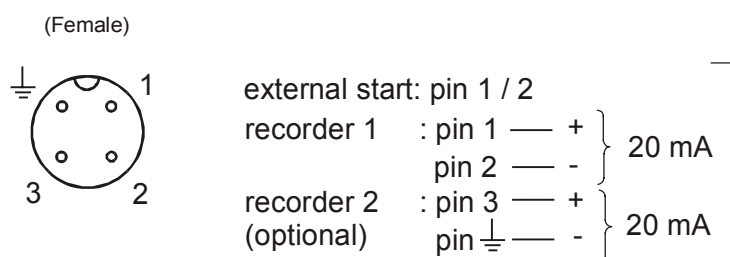 (Female)
1
3
2
external start: pin 1 / 2
recorder 1 : pin 1 — +
pin 2 — -
20 mA
recorder 2 : pin 3 — +
(optional) pin ⏚ — -
20 mA